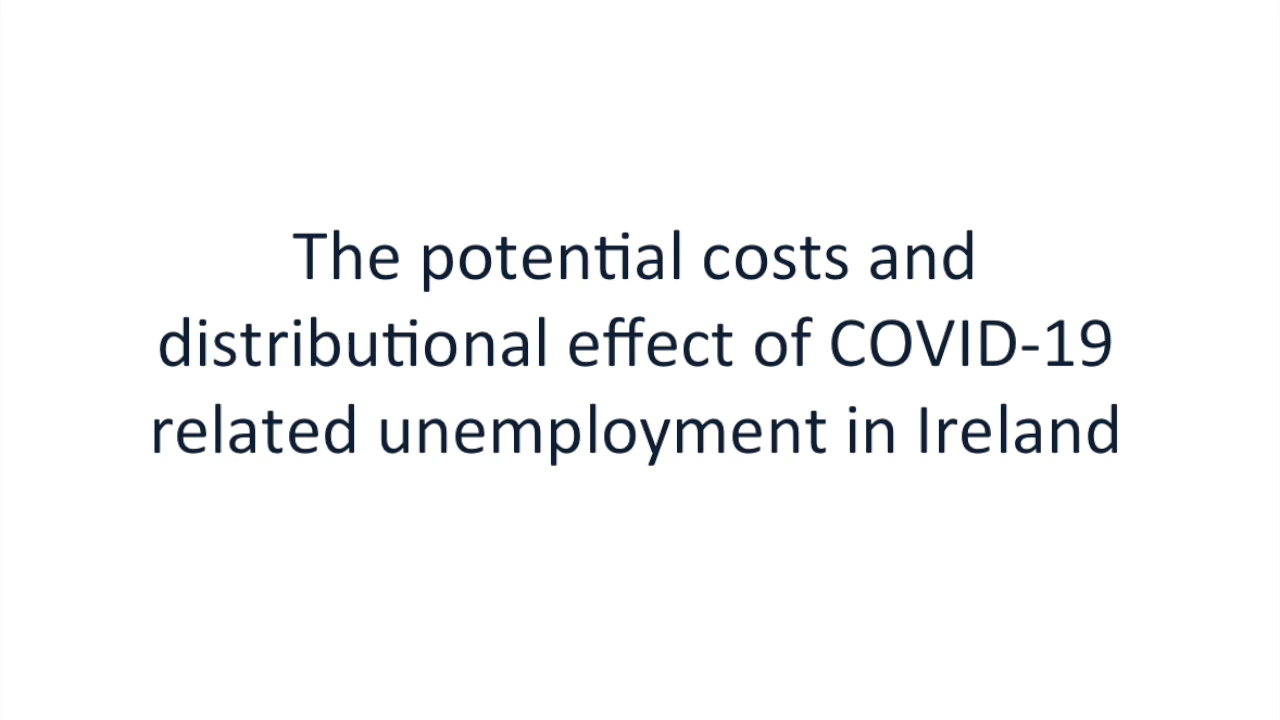 The potential costs and
distributional effect of COVID-19
related unemployment in Ireland